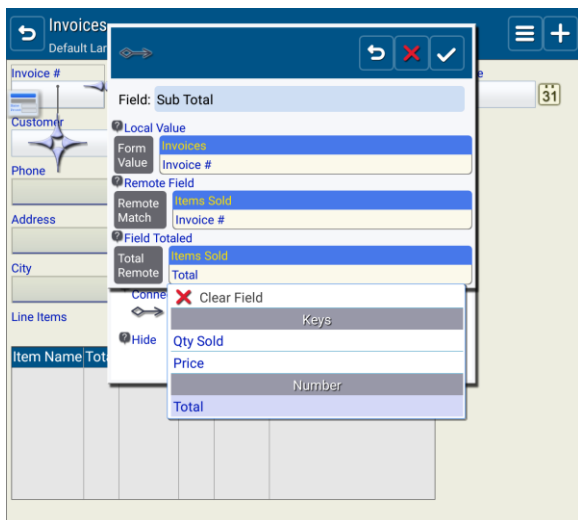 Invoices
Default Lar
Invoice #
e
31
Customer
Phone
Address
City
Line Items
Item Name Tot
Field: Sub Total
Local Value
Form Value
Invoices
Invoice #
Remote Field
Remote Match
Items Sold
Invoice #
Field Totaled
Total Remote
Items Sold
Total
Conne
Hide
Clear Field
Keys
Qty Sold
Price
Number
Total